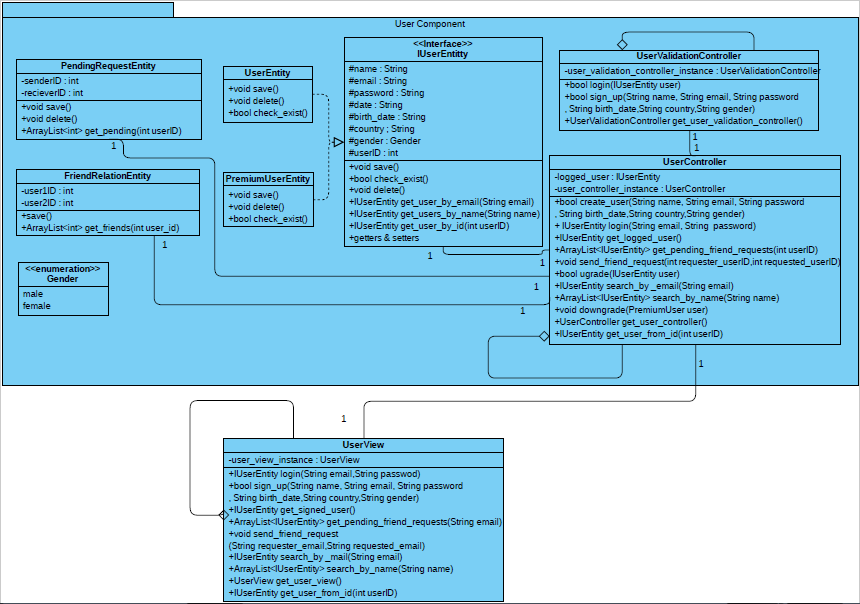 User Component
PendingRequestEntity
-senderID : int
-recieverID : int
+void save()
+void delete()
+ArrayList<int> get_pending(int userID)
1
UserEntity
+void save()
+void delete()
+bool check_exist()
<<Interface>>
IUserEntitty
#name : String
#email : String
#password : String
#date : String
#birth_date : String
#country ; String
#gender : Gender
#userID : int
+void save()
+bool check_exist()
+void delete()
+IUserEntity get_user_by_email(String email)
+IUserEntity get_users_by_name(String name)
+IUserEntity get_user_by_id(int userID)
+getters & setters
1
UserValidationController
-user_validation_controller_instance : UserValidationController
+bool login(IUserEntity user)
+bool sign_up(String name, String email, String password
, String birth_date,String country,String gender)
+UserValidationController get_user_validation_controller()
1
1
FriendRelationEntity
-user1ID : int
-user2ID : int
+save()
+ArrayList<int> get_friends(int user_id)
1
PremiumUserEntity
+void save()
+void delete()
+bool check_exist()
UserController
-logged_user : IUserEntity
-user_controller_instance : UserController
+bool create_user(String name, String email, String password
, String birth_date,String country,String gender)
+ IUserEntity login(String email, String  password)
+IUserEntity get_logged_user()
+ArrayList<IUserEntity> get_pending_friend_requests(int userID)
+void send_friend_request(int requester_userID,int requested_userID)
+bool ugrade(IUserEntity user)
+IUserEntity search_by _email(String email)
+ArrayList<IUserEntity> search_by_name(String name)
+void downgrade(PremiumUser user)
+UserController get_user_controller()
+IUserEntity get_user_from_id(int userID)
1
1
1
<<enumeration>>
Gender
male
female
1
1
UserView
-user_view_instance : UserView
+IUserEntity login(String email,String passwod)
+bool sign_up(String name, String email, String password
, String birth_date,String country,String gender)
+IUserEntity get_signed_user()
+ArrayList<IUserEntity> get_pending_friend_requests(String email)
+void send_friend_request
(String requester_email,String requested_email)
+IUserEntity search_by _mail(String email)
+ArrayList<IUserEntity> search_by_name(String name)
+UserView get_user_view()
+IUserEntity get_user_from_id(int userID)